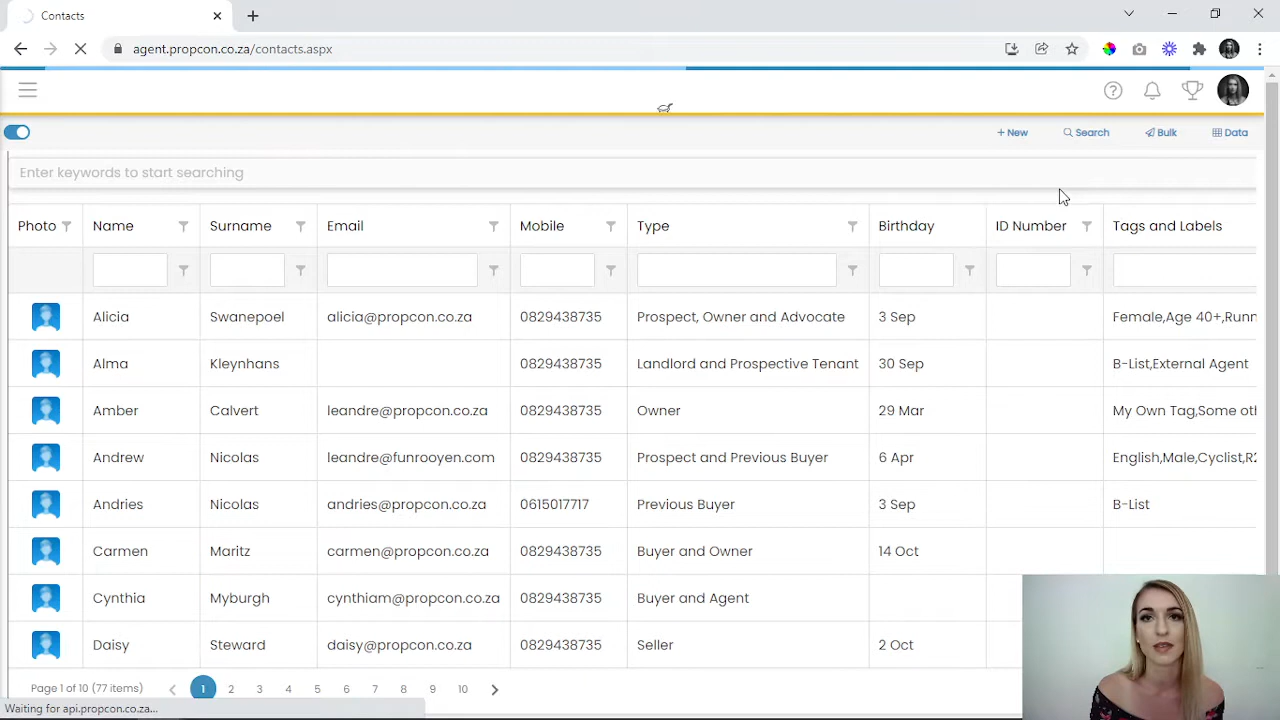 Contacts
agent.propcon.co.za/contacts.aspx
+ New Search Bulk Data
Enter keywords to start searching
Photo Name Surname Email Mobile Type Birthday ID Number Tags and Labels
Alicia Swanepoel alicia@propcon.co.za 0829438735 Prospect, Owner and Advocate 3 Sep Female,Age 40+,Runn
Alma Kleynhans 0829438735 Landlord and Prospective Tenant 30 Sep B-List,External Agent
Amber Calvert leandre@propcon.co.za 0829438735 Owner 29 Mar My Own Tag,Some oth
Andrew Nicolas leandre@funrooyen.com 0829438735 Prospect and Previous Buyer 6 Apr English,Male,Cyclist,R2
Andries Nicolas andries@propcon.co.za 0615017717 Previous Buyer 3 Sep B-List
Carmen Maritz carmen@propcon.co.za 0829438735 Buyer and Owner 14 Oct
Cynthia Myburgh cynthiam@propcon.co.za 0829438735 Buyer and Agent
Daisy Steward daisy@propcon.co.za 0829438735 Seller 2 Oct
Page 1 of 10 (77 items) 1 2 3 4 5 6 7 8 9 10
Waiting for api.propcon.co.za...